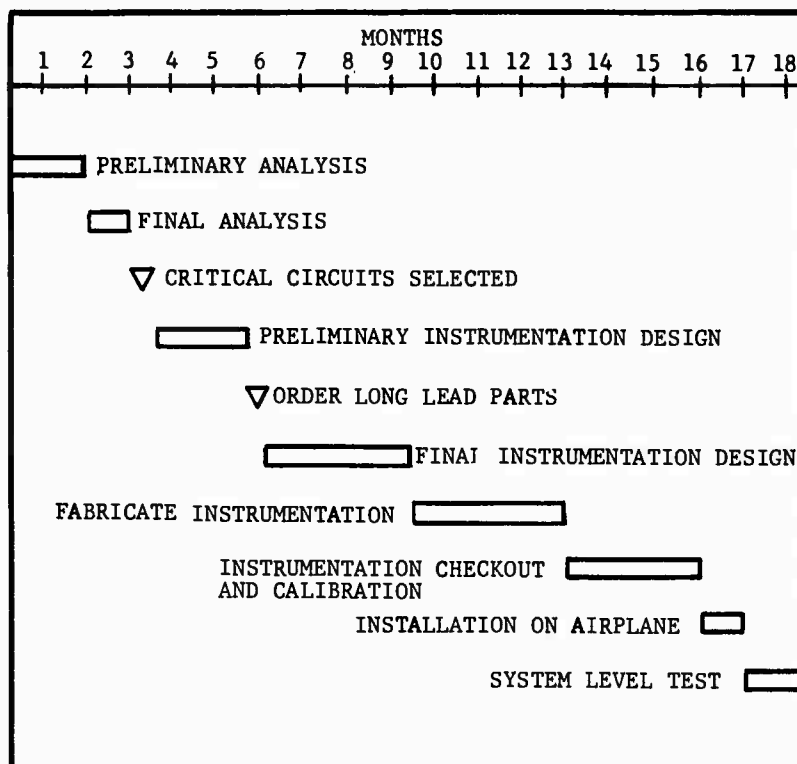 MONTHS
1 2 3 4 5 6 7 8 9 10 11 12 13 14 15 16 17 18
PRELIMINARY ANALYSIS
FINAL ANALYSIS
CRITICAL CIRCUITS SELECTED
PRELIMINARY INSTRUMENTATION DESIGN
ORDER LONG LEAD PARTS
FINAL INSTRUMENTATION DESIGN
FABRICATE INSTRUMENTATION
INSTRUMENTATION CHECKOUT
AND CALIBRATION
INSTALLATION ON AIRPLANE
SYSTEM LEVEL TEST